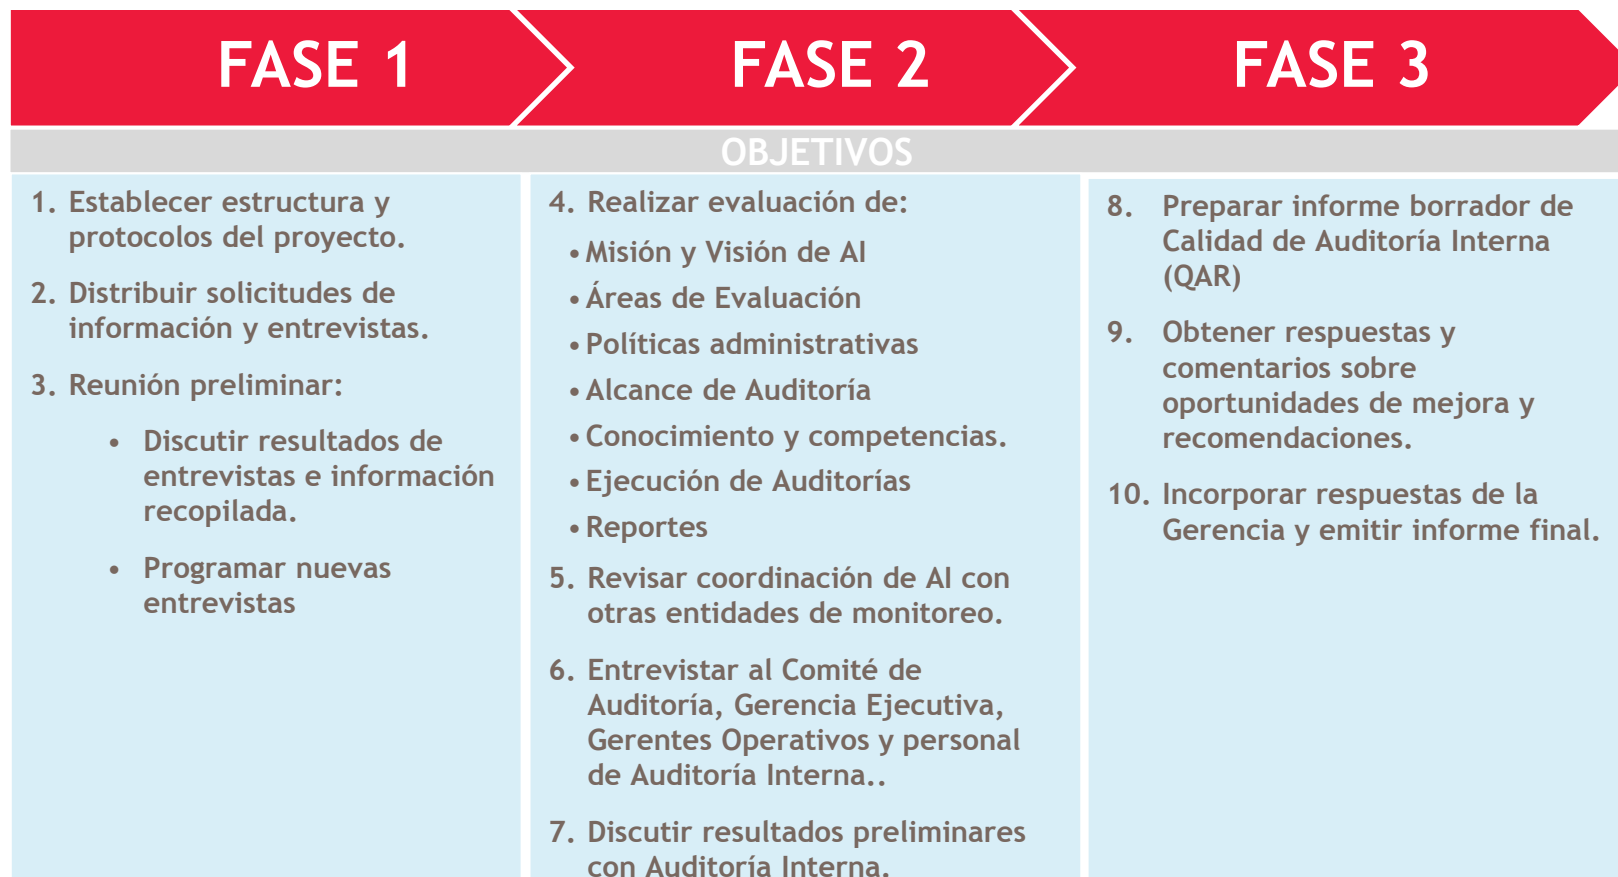 FASE 1
FASE 2
FASE 3
OBJETIVOS
1. Establecer estructura y
protocolos del proyecto.
2. Distribuir solicitudes de
información y entrevistas.
3. Reunión preliminar:
• Discutir resultados de
entrevistas e información
recopilada.
• Programar nuevas
entrevistas
4. Realizar evaluación de:
• Misión y Visión de AI
• Áreas de Evaluación
• Políticas administrativas
• Alcance de Auditoría
• Conocimiento y competencias.
• Ejecución de Auditorías
• Reportes
5. Revisar coordinación de AI con
otras entidades de monitoreo.
6. Entrevistar al Comité de
Auditoría, Gerencia Ejecutiva,
Gerentes Operativos y personal
de Auditoría Interna..
7. Discutir resultados preliminares
con Auditoría Interna.
8. Preparar informe borrador de
Calidad de Auditoría Interna
(QAR)
9. Obtener respuestas y
comentarios sobre
oportunidades de mejora y
recomendaciones.
10. Incorporar respuestas de la
Gerencia y emitir informe final.